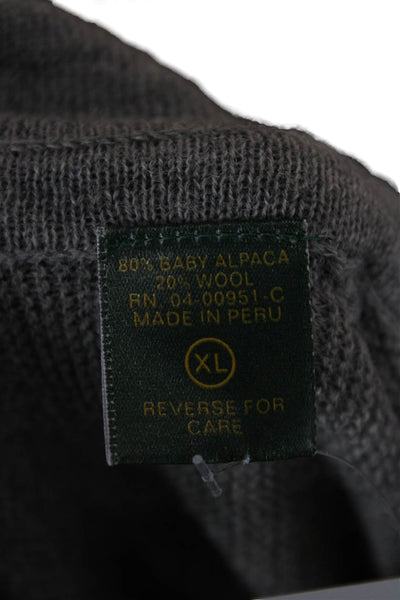 80% BABY ALPACA
20% WOOL
RN 04-00951-C
MADE IN PERU
XL
REVERSE FOR
CARE